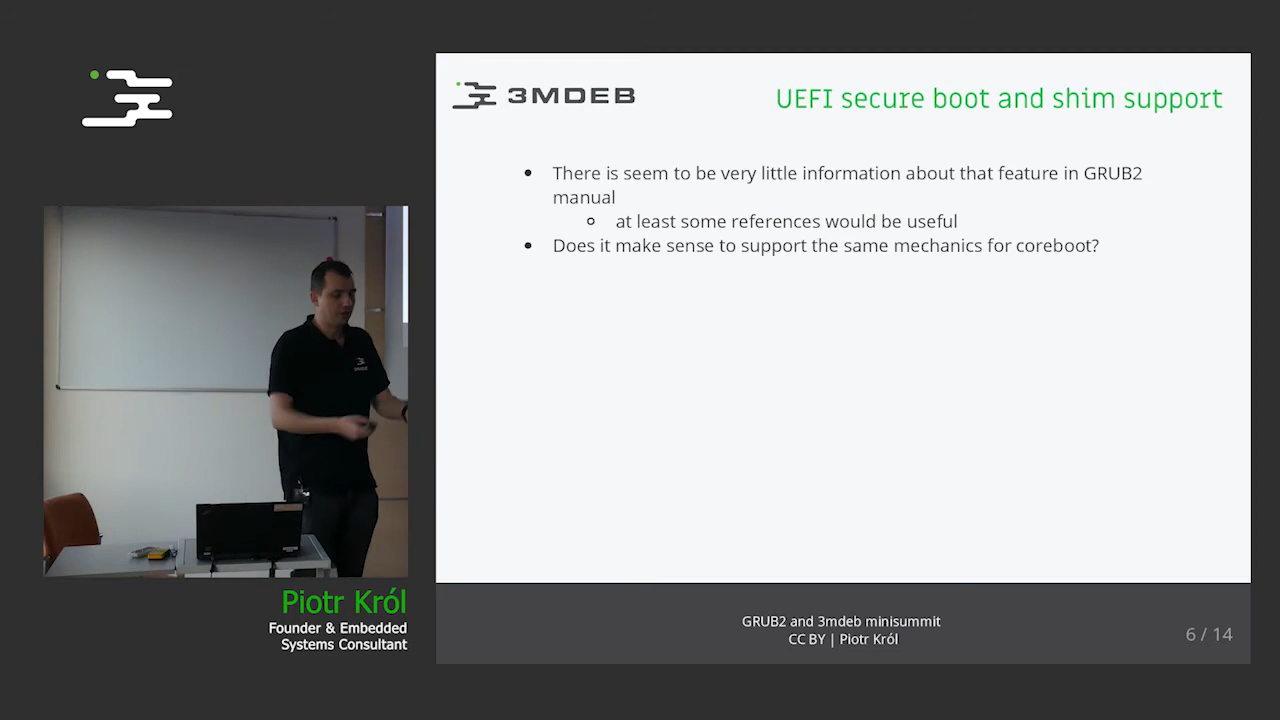 3MDEB
UEFI secure boot and shim support
There is seem to be very little information about that feature in GRUB2
manual
at least some references would be useful
Does it make sense to support the same mechanics for coreboot?
Piotr Król
Founder & Embedded
Systems Consultant
GRUB2 and 3mdeb minisummit
CC BY | Piotr Król
6 / 14